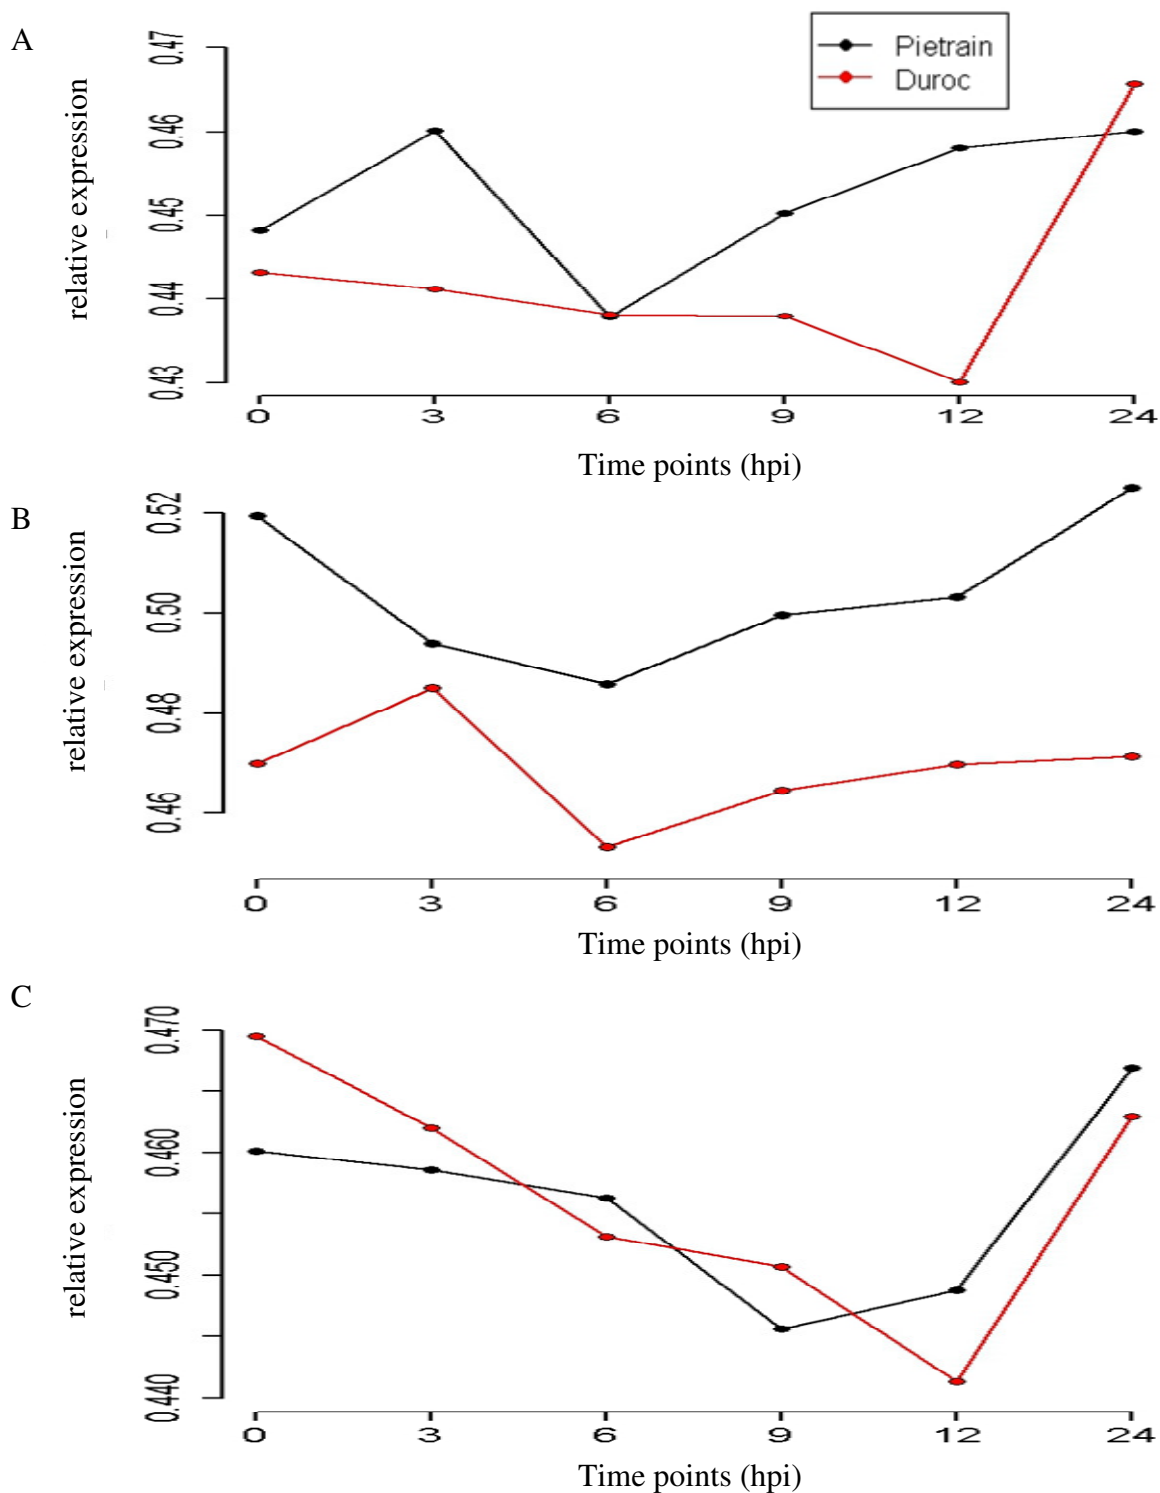 A
relative expression
0.47
0.46
0.45
0.44
0.43
Pietrain
Duroc
0 3 6 9 12 24
Time points (hpi)
B
relative expression
0.52
0.50
0.48
0.46
0 3 6 9 12 24
Time points (hpi)
C
relative expression
0.470
0.460
0.450
0.440
0 3 6 9 12 24
Time points (hpi)